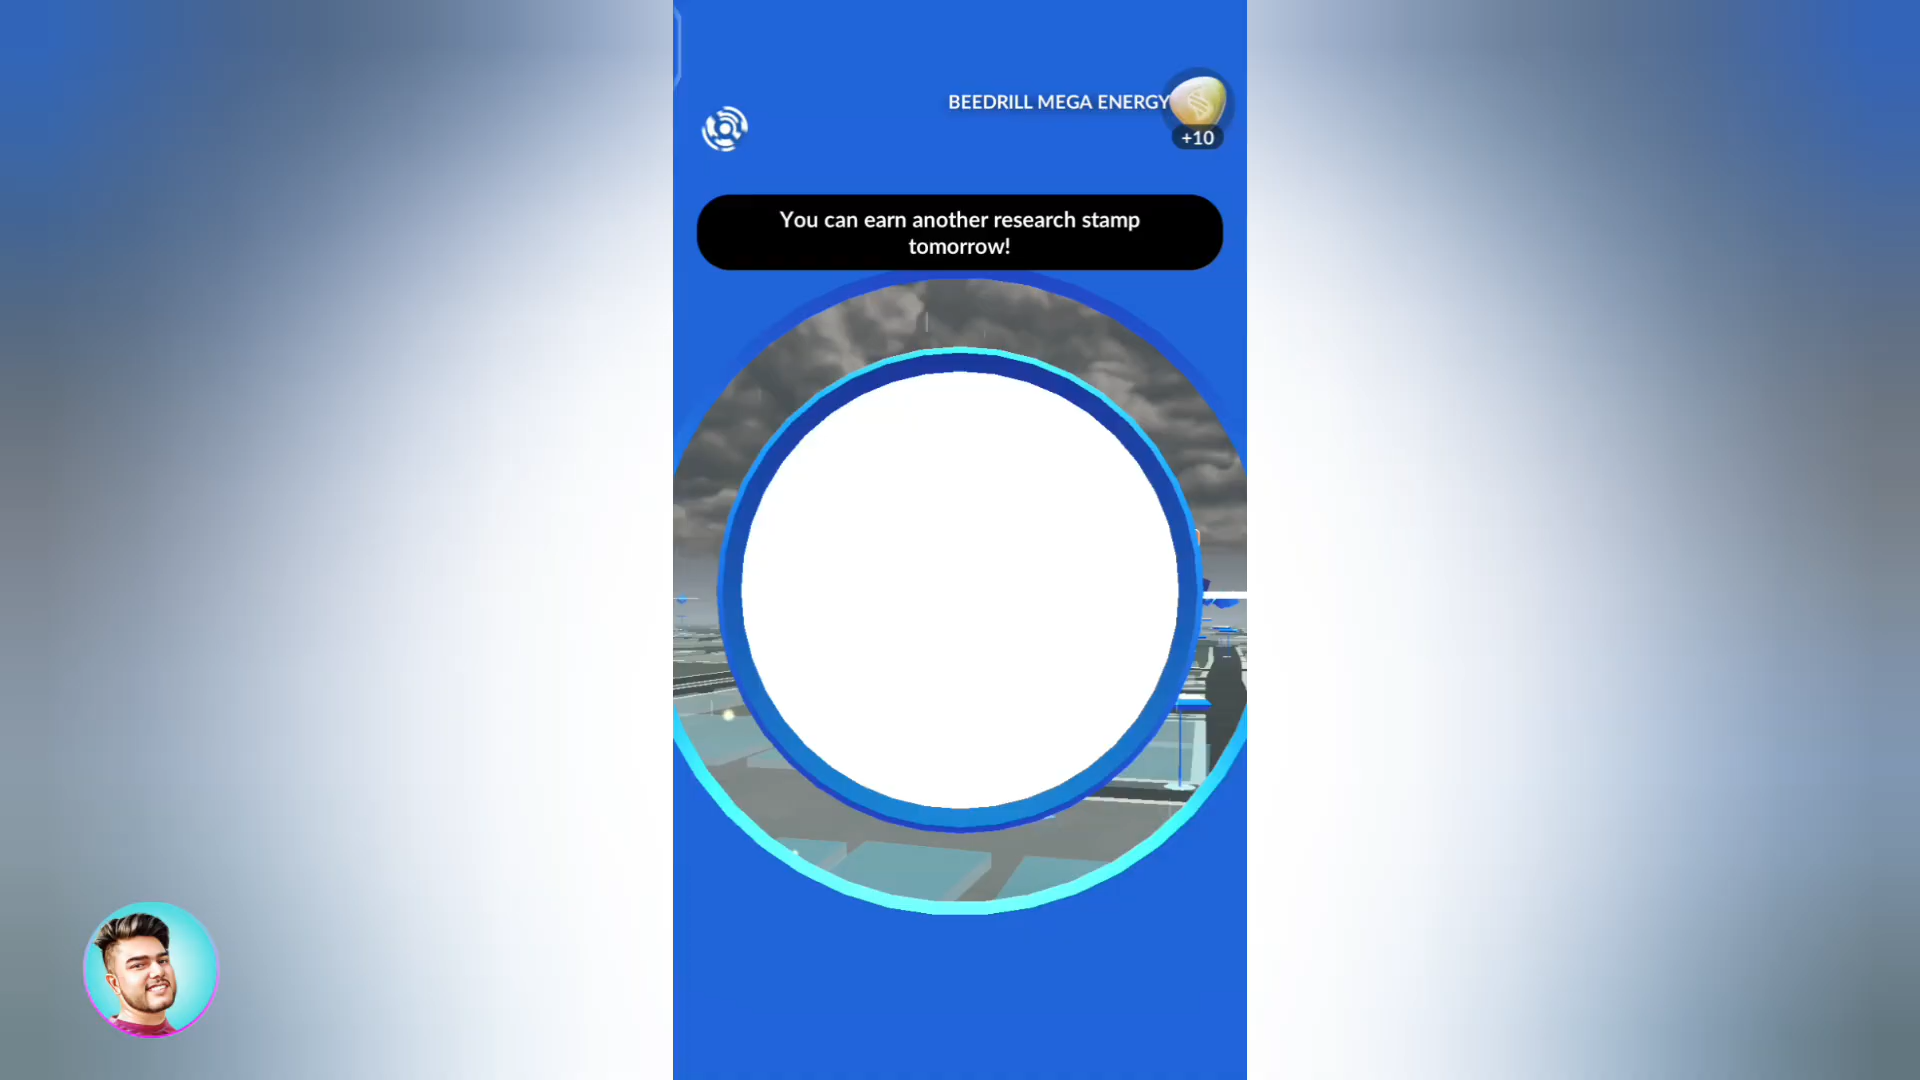 BEEDRILL MEGA ENERGY
+10
You can earn another research stamp
tomorrow!